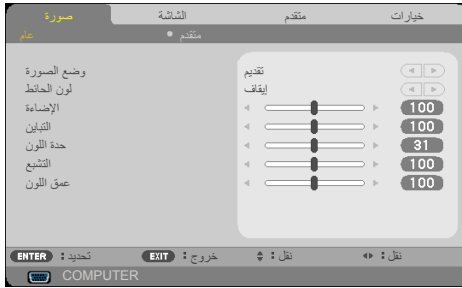 صورة الشاشة متقدم خيارات
عام ● متقدم
وضع الصورة تقديم
لون الحائط إيقاف
الإضاءة 100
التباين 100
حدة اللون 31
التشبع 100
عمق اللون 100
ENTER : تحديد EXIT : خروج نقل : نقل :
COMPUTER